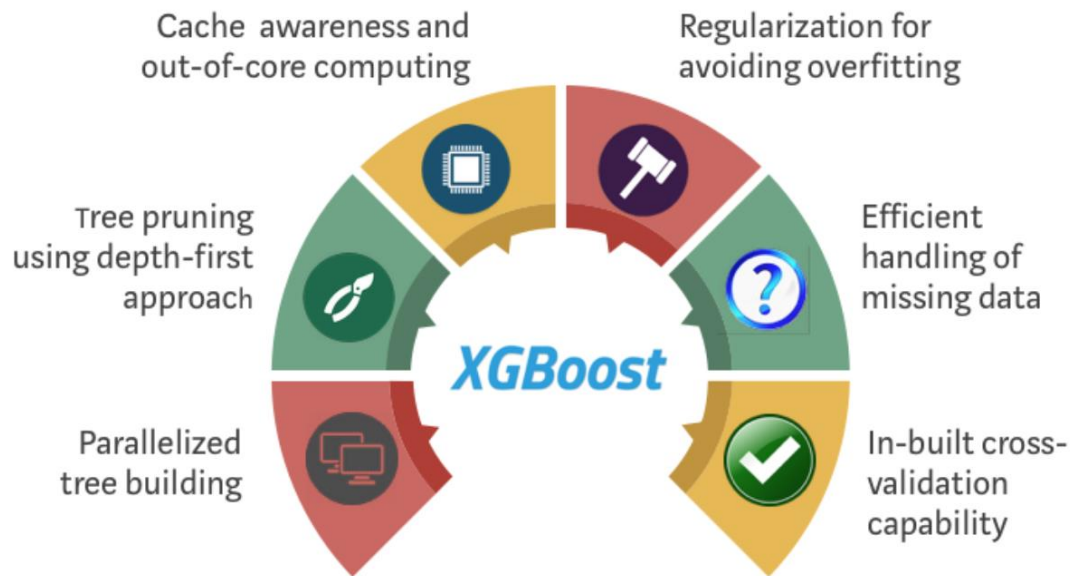 Cache awareness and
out-of-core computing
Regularization for
avoiding overfitting
Tree pruning
using depth-first
approach
Efficient
handling of
missing data
XGBoost
Parallelized
tree building
In-built cross-
validation
capability